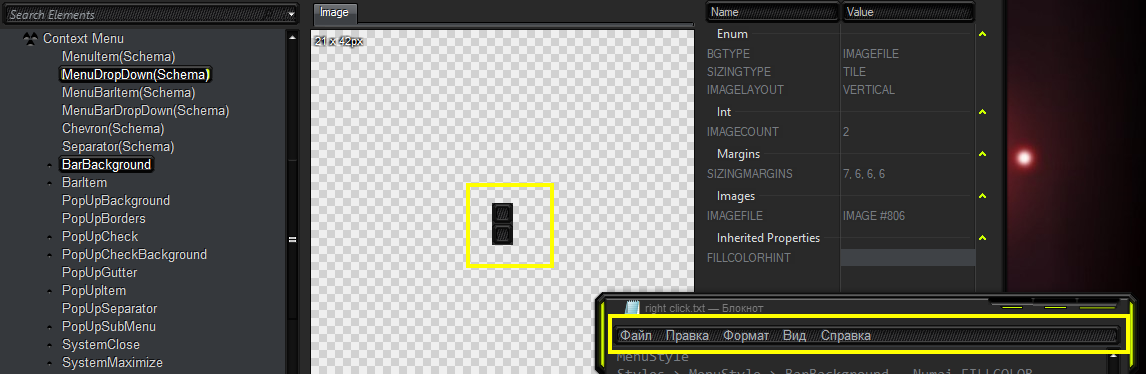 Search Elements
Context Menu
MenuItem(Schema)
MenuDropDown(Schema)
MenuBarItem(Schema)
MenuBarDropDown(Schema)
Chevron(Schema)
Separator(Schema)
BarBackground
BarItem
PopUpBackground
PopUpBorders
PopUpCheck
PopUpCheckBackground
PopUpGutter
PopUpItem
PopUpSeparator
PopUpSubMenu
SystemClose
SystemMaximize
Image
21 x 42px
Name Value
Enum
BGTYPE IMAGEFILE
SIZINGTYPE TILE
IMAGELAYOUT VERTICAL
Int
IMAGECOUNT 2
Margins
SIZINGMARGINS 7, 6, 6, 6
Images
IMAGEFILE IMAGE #806
Inherited Properties
FILLCOLORHINT
right click.txt — Блокнот
Файл Правка Формат Вид Справка
MenuStyle
Styles > MenuStyle > BarBackground - Numai FILLCOLOR